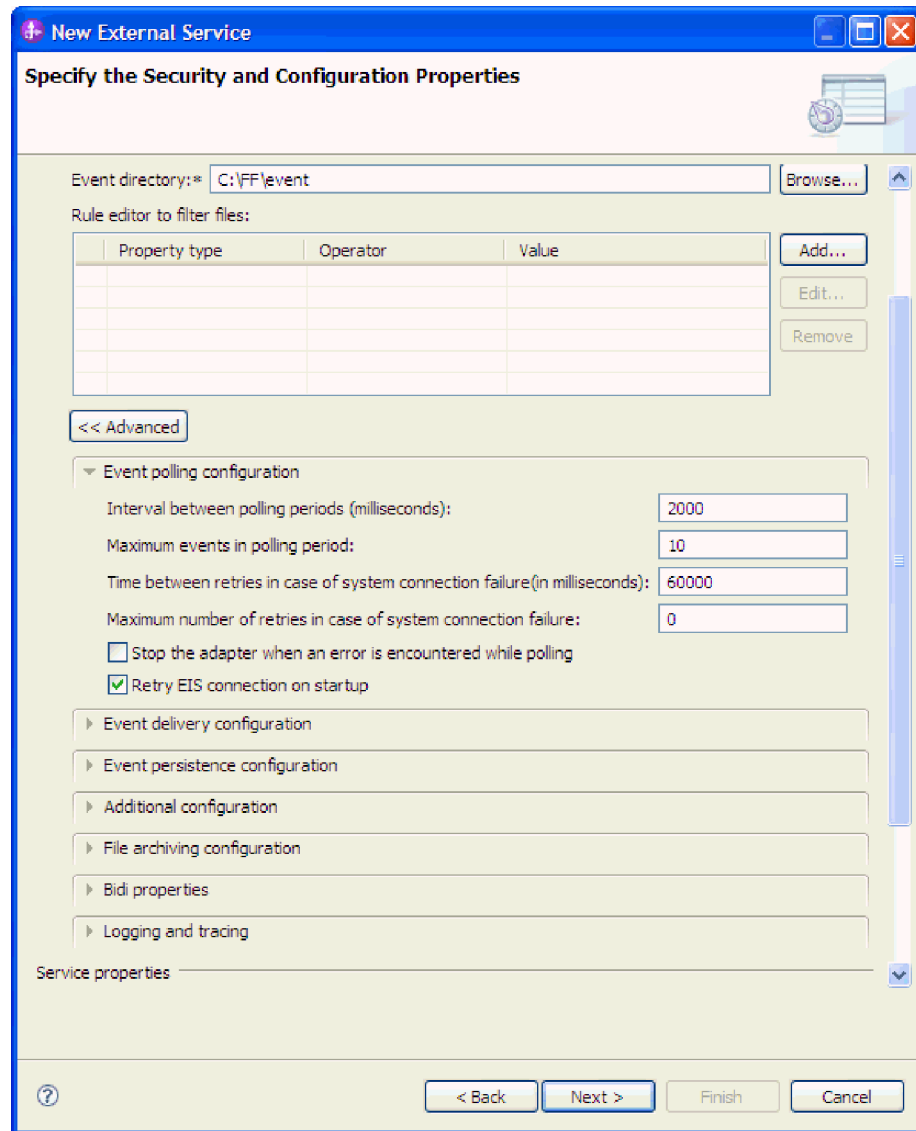 New External Service
Specify the Security and Configuration Properties
Event directory:* C:\FF\event Browse...
Rule editor to filter files:
Property type Operator Value Add...
Edit...
Remove
<< Advanced
Event polling configuration
Interval between polling periods (milliseconds): 2000
Maximum events in polling period: 10
Time between retries in case of system connection failure(in milliseconds): 60000
Maximum number of retries in case of system connection failure: 0
Stop the adapter when an error is encountered while polling
Retry EIS connection on startup
Event delivery configuration
Event persistence configuration
Additional configuration
File archiving configuration
Bidi properties
Logging and tracing
Service properties
? < Back Next > Finish Cancel